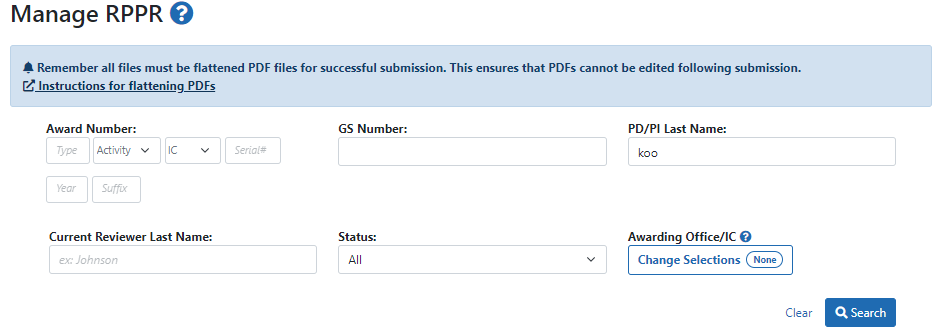 Manage RPPR ?
Remember all files must be flattened PDF files for successful submission. This ensures that PDFs cannot be edited following submission.
Instructions for flattening PDFs
Award Number: GS Number: PD/PI Last Name:
Type Activity IC Serial# koo
Year Suffix
Current Reviewer Last Name: Status: Awarding Office/IC ?
ex: Johnson All Change Selections None
Clear Search